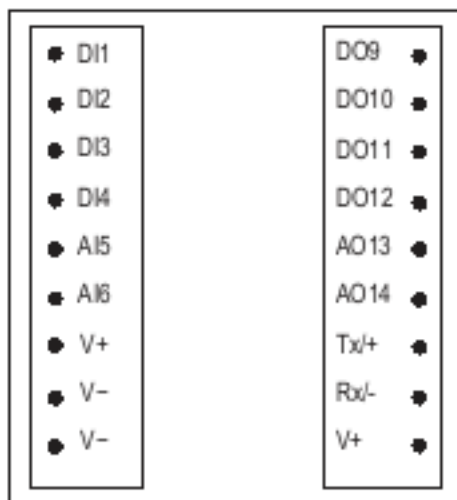 DI1
DI2
DI3
DI4
AI5
AI6
V+
V−
V−
DO9
DO10
DO11
DO12
AO13
AO14
Tx/+
Rx/-
V+